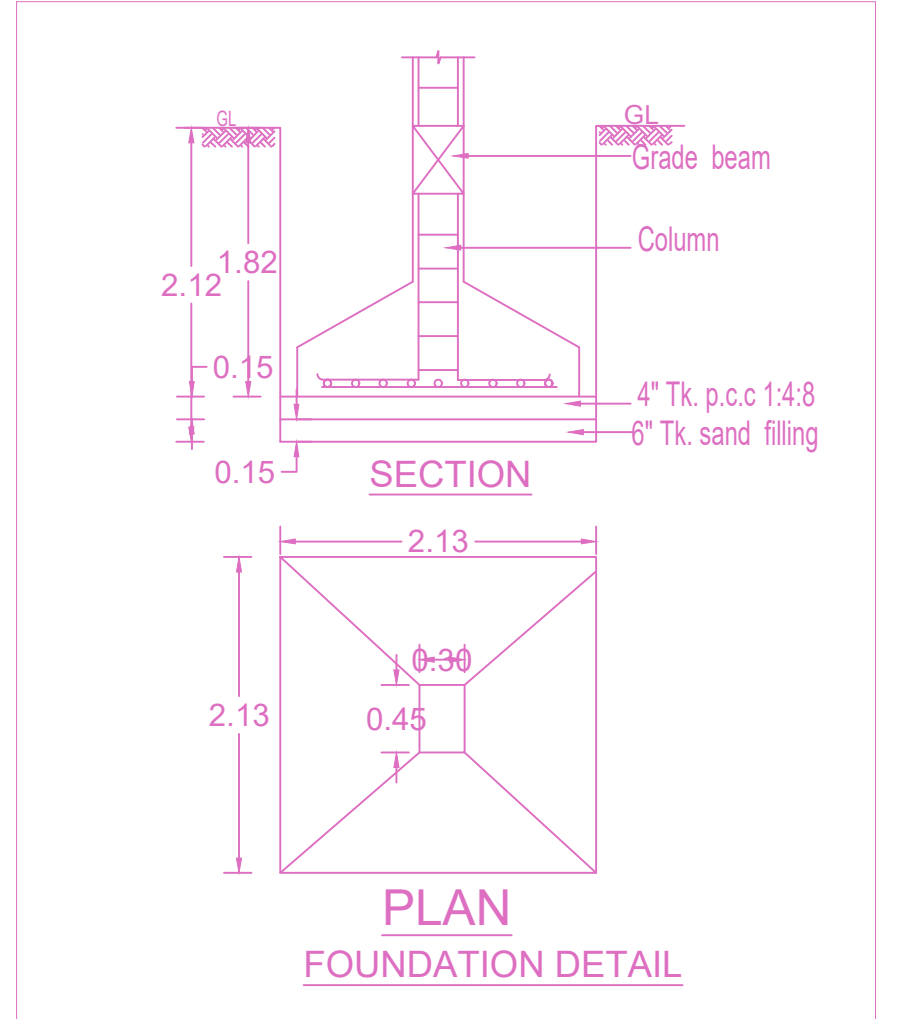 GL
GL
Grade beam
Column
1.82
2.12
0.15
4" Tk. p.c.c 1:4:8
6" Tk. sand filling
0.15
SECTION
2.13
0.30
0.45
2.13
PLAN
FOUNDATION DETAIL